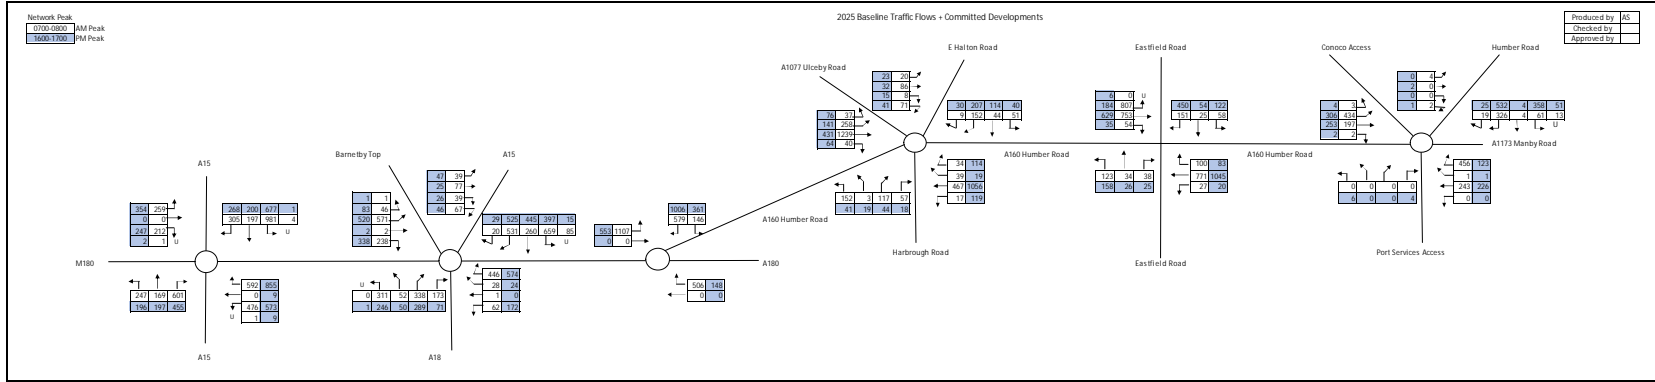 Network Peak
0700-0800 AM Peak
1600-1700 PM Peak
2025 Baseline Traffic Flows + Committed Developments
Produced by AS
Checked by
Approved by
E Halton Road
Eastfield Road
Conoco Access
Humber Road
A1077 Ulceby Road
23 20
32 86
15 8
41 71
30 207 114 40
9 152 44 51
76 37
141 258
431 1239
64 40
6 0 U
184 807
629 753
35 54
450 54 122
151 25 58
4 3
306 434
253 197
2 2
0 4
2 0
0 0
1 2
25 532 4 358 51
19 326 4 61 13
U
A1173 Manby Road
A160 Humber Road
A160 Humber Road
34 114
39 19
467 1056
17 119
152 3 117 57
41 19 44 18
123 34 38
158 26 25
100 83
771 1045
27 20
0 0 0 0
6 0 0 4
456 123
1 1
243 226
0 0
A160 Humber Road
Harbrough Road
Eastfield Road
Port Services Access
A15
Barnetby Top
A15
354 259
0 0
247 212
2 1 U
268 200 677 1
305 197 981 4
U
1 1
83 46
520 571
2 2
338 238
47 39
25 77
26 39
46 67
29 525 445 397 15
20 531 260 659 85
U
553 1107
0 0
1006 361
579 146
M180
A180
247 169 601
196 197 455
592 855
0 9
476 573
U 1 9
U
0 311 52 338 173
1 246 50 289 71
446 574
28 24
1 0
62 172
506 148
0 0
A15
A18